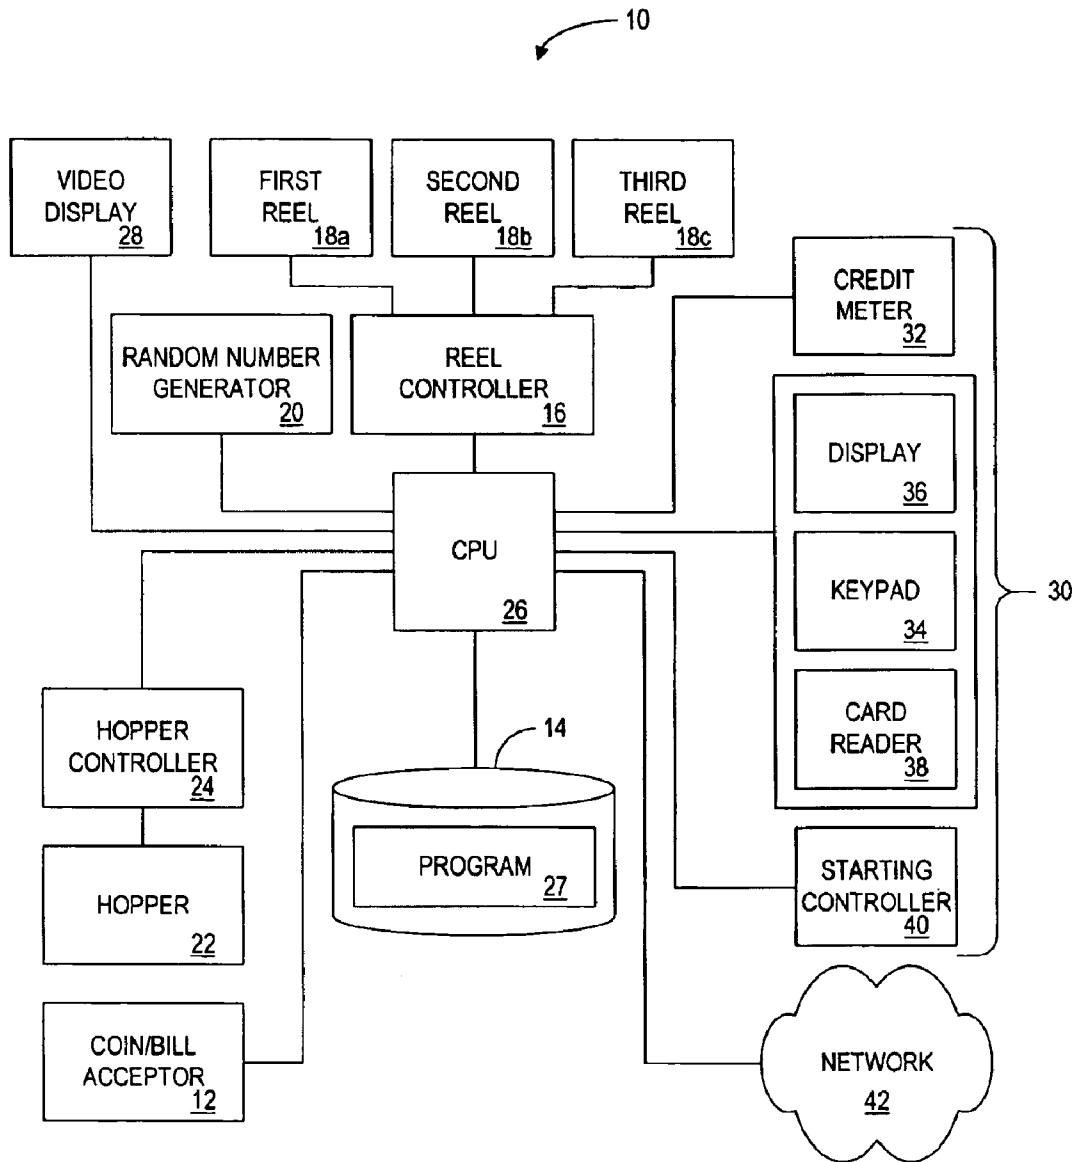 10
VIDEO
DISPLAY
28
FIRST
REEL
18a
SECOND
REEL
18b
THIRD
REEL
18c
CREDIT
METER
32
RANDOM NUMBER
GENERATOR
20
REEL
CONTROLLER
16
DISPLAY
36
CPU
26
KEYPAD
34
30
CARD
READER
38
HOPPER
CONTROLLER
24
14
PROGRAM
27
STARTING
CONTROLLER
40
HOPPER
22
COIN/BILL
ACCEPTOR
12
NETWORK
42